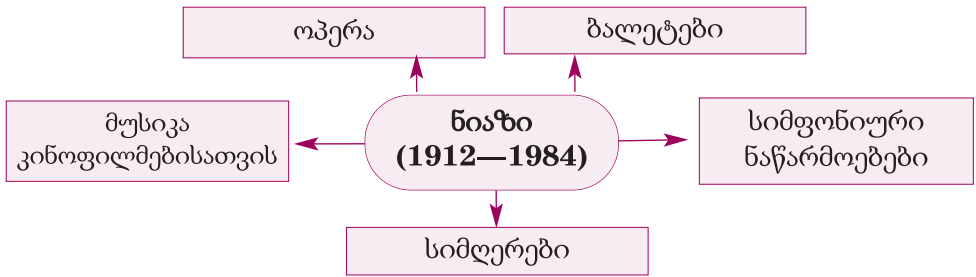 ოპერა
ბალეტები
მუსიკა
კინოფილმებისათვის
ნიაზი
(1912—1984)
სიმფონიური
ნაწარმოებები
სიმღერები